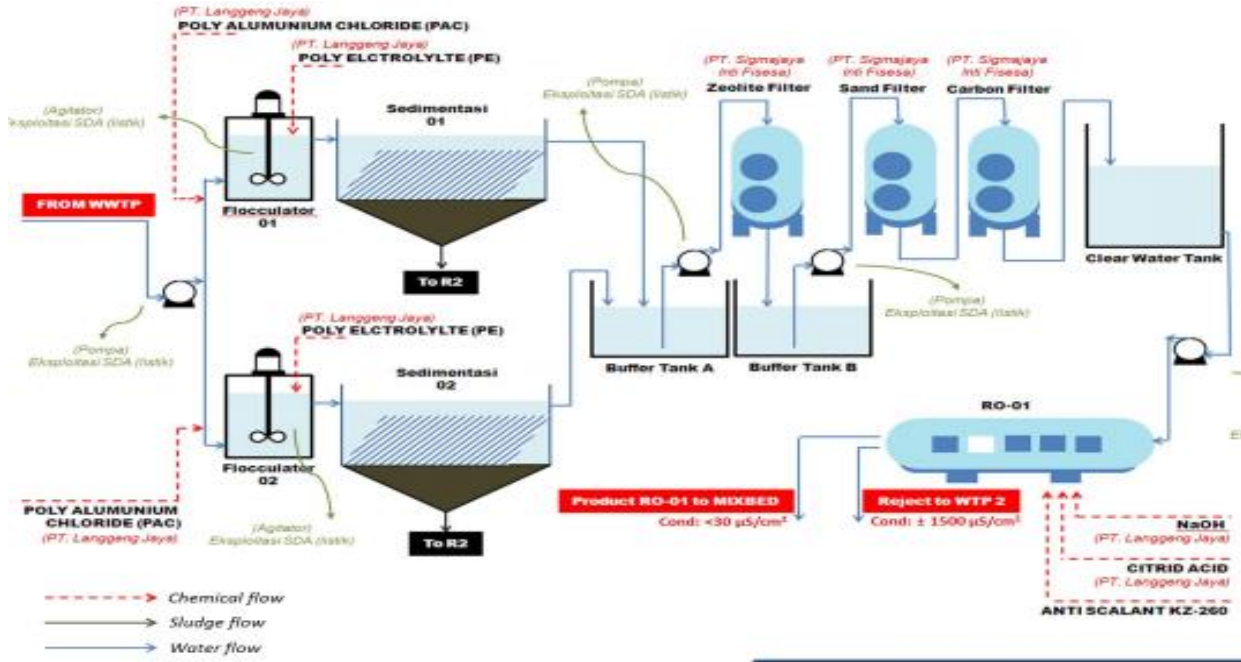 (PT. Langgeng Jaya)
POLY ALUMUNIUM CHLORIDE (PAC)
(PT. Langgeng Jaya)
POLY ELCTROLYLTE (PE)
(Agitator)
Eksploitasi SDA (listik)
Sedimentasi
01
(Pompa)
Eksploitasi SDA (listik)
(PT. Sigmajaya
Inti Fisesa)
Zeolite Filter
(PT. Sigmajaya
Inti Fisesa)
Sand Filter
(PT. Sigmajaya
Inti Fisesa)
Carbon Filter
FROM WWTP
Flocculator
01
To R2
Clear Water Tank
(Pompa)
Eksploitasi SDA (listik)
(PT. Langgeng Jaya)
POLY ELCTROLYLTE (PE)
(Pompa)
Eksploitasi SDA (listik)
Sedimentasi
02
Buffer Tank A
Buffer Tank B
RO-01
Flocculator
02
POLY ALUMUNIUM
CHLORIDE (PAC)
(PT. Langgeng Jaya)
(Agitator)
Eksploitasi SDA (listik)
To R2
Product RO-01 to MIXBED
Cond: <30 µS/cm²
Reject to WTP 2
Cond: ± 1500 µS/cm²
NaOH
(PT. Langgeng Jaya)
CITRID ACID
(PT. Langgeng Jaya)
ANTI SCALANT KZ-260
Chemical flow
Sludge flow
Water flow